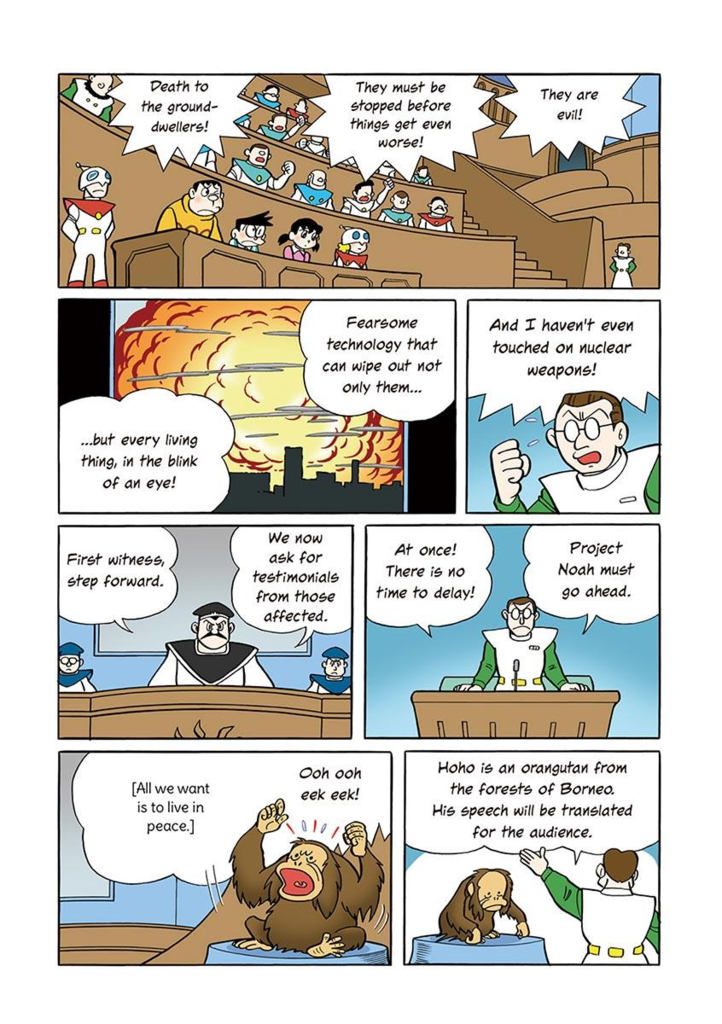 They are
evil!
They must be
stopped before
things get even
worse!
Death to
the ground-
dwellers!
And I haven't even
touched on nuclear
weapons!
Fearsome
technology that
can wipe out not
only them...
...but every living
thing, in the blink
of an eye!
Project
Noah must
go ahead.
At once!
There is no
time to delay!
We now
ask for
testimonials
from those
affected.
First witness,
step forward.
Hoho is an orangutan from
the forests of Borneo.
His speech will be translated
for the audience.
Ooh ooh
eek eek!
[All we want
is to live in
peace.]